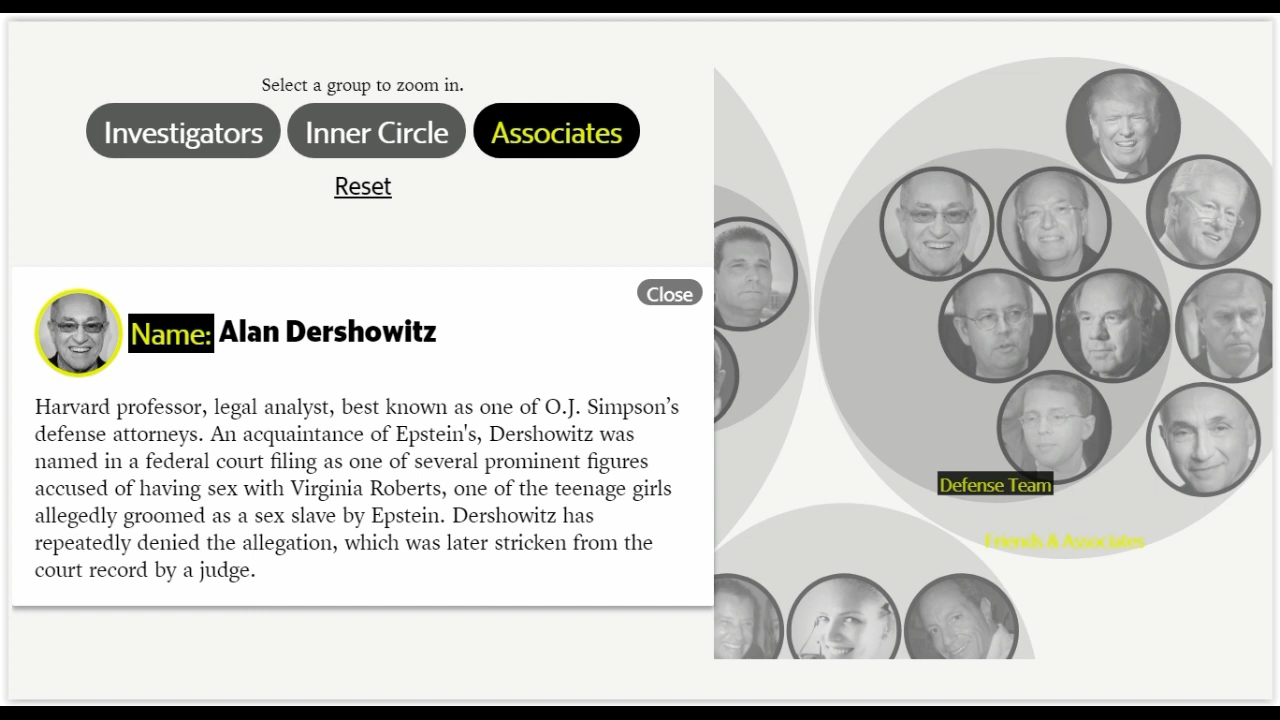 Select a group to zoom in.
Investigators Inner Circle Associates
Reset
Close
Name: Alan Dershowitz
Harvard professor, legal analyst, best known as one of O.J. Simpson’s
defense attorneys. An acquaintance of Epstein's, Dershowitz was
named in a federal court filing as one of several prominent figures
accused of having sex with Virginia Roberts, one of the teenage girls
allegedly groomed as a sex slave by Epstein. Dershowitz has
repeatedly denied the allegation, which was later stricken from the
court record by a judge.
Defense Team
Friends & Associates